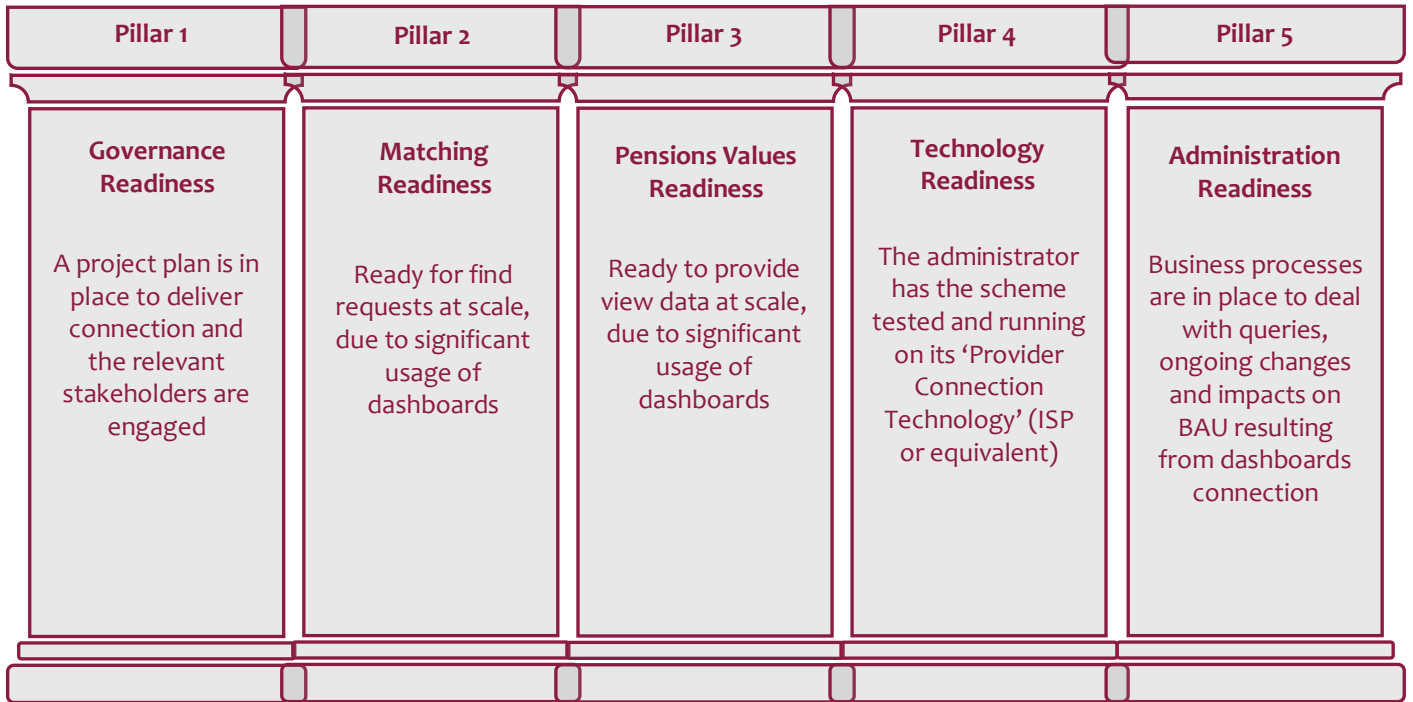 Pillar 1
Pillar 2
Pillar 3
Pillar 4
Pillar 5
Governance
Readiness
A project plan is in
place to deliver
connection and
the relevant
stakeholders are
engaged
Matching
Readiness
Ready for find
requests at scale,
due to significant
usage of
dashboards
Pensions Values
Readiness
Ready to provide
view data at scale,
due to significant
usage of
dashboards
Technology
Readiness
The administrator
has the scheme
tested and running
on its ‘Provider
Connection
Technology’ (ISP
or equivalent)
Administration
Readiness
Business processes
are in place to deal
with queries,
ongoing changes
and impacts on
BAU resulting
from dashboards
connection